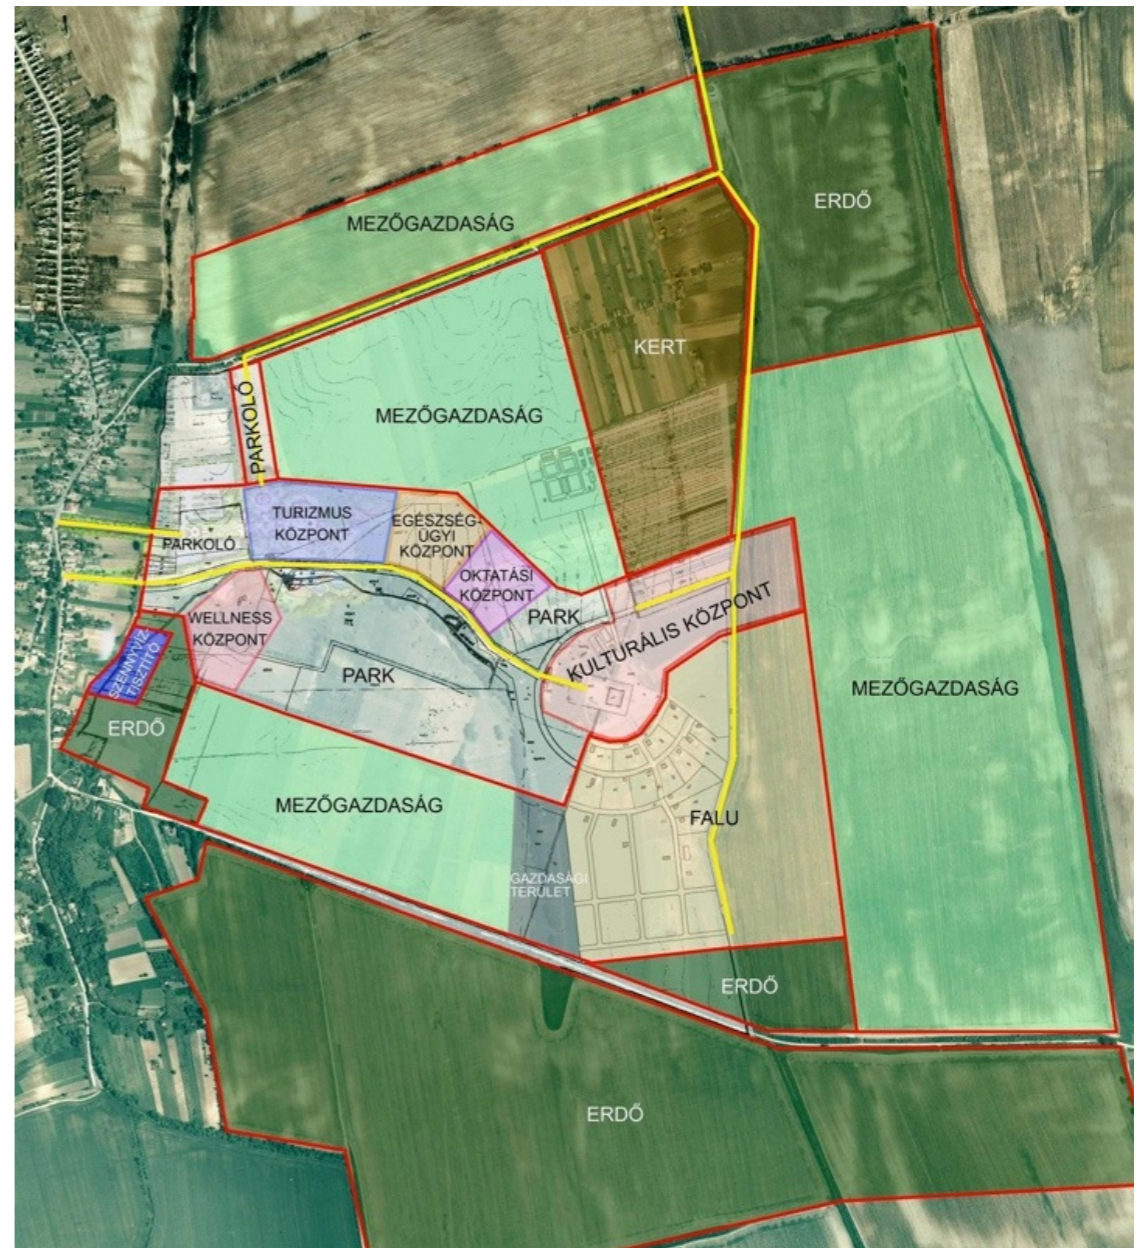 ERDŐ
MEZŐGAZDASÁG
KERT
PARKOLÓ
MEZŐGAZDASÁG
TURIZMUS
KÖZPONT
EGÉSZSÉG-
ÜGYI
KÖZPONT
PARKOLÓ
OKTATÁSI
KÖZPONT
PARK
WELLNESS
KÖZPONT
KULTURÁLIS KÖZPONT
SZENNYVÍZ-
TISZTÍTÓ
PARK
MEZŐGAZDASÁG
ERDŐ
MEZŐGAZDASÁG
FALU
GAZDASÁGI
TERÜLET
ERDŐ
ERDŐ